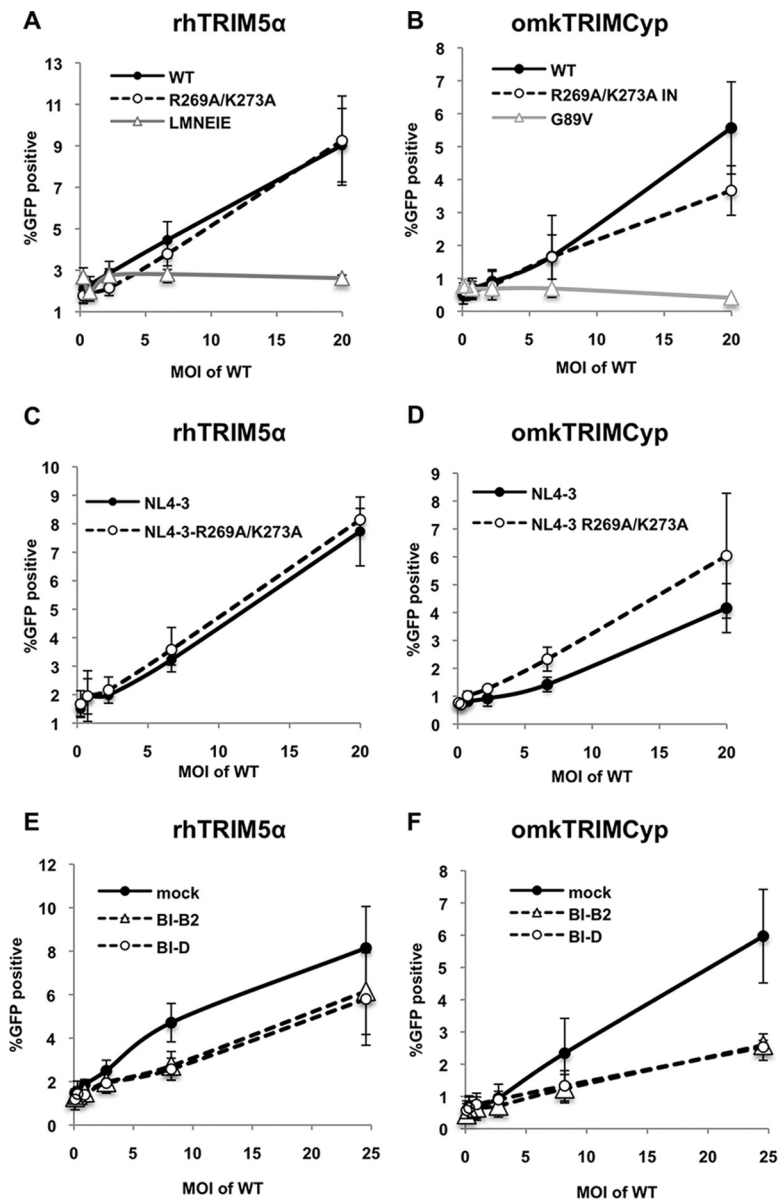 A
rhTRIM5α
13
11
9
7
5
3
1
%GFP positive
WT
R269A/K273A
LMNEIE
0
5
10
15
20
MOI of WT
B
omkTRIMCyp
8
7
6
5
4
3
2
1
0
%GFP positive
WT
R269A/K273A IN
G89V
0
5
10
15
20
MOI of WT
C
rhTRIM5α
10
9
8
7
6
5
4
3
2
1
%GFP positive
NL4-3
NL4-3-R269A/K273A
0
5
10
15
20
MOI of WT
D
omkTRIMCyp
9
8
7
6
5
4
3
2
1
0
%GFP positive
NL4-3
NL4-3 R269A/K273A
0
5
10
15
20
MOI of WT
E
rhTRIM5α
12
10
8
6
4
2
0
%GFP positive
mock
BI-B2
BI-D
0
5
10
15
20
25
MOI of WT
F
omkTRIMCyp
8
7
6
5
4
3
2
1
0
%GFP positive
mock
BI-B2
BI-D
0
5
10
15
20
25
MOI of WT